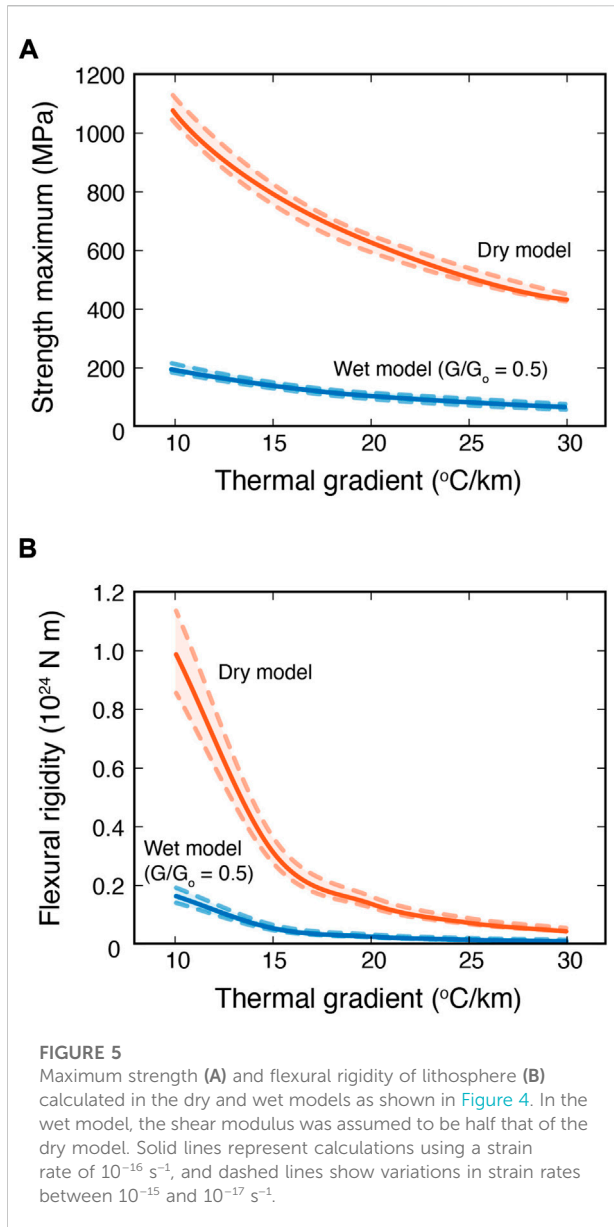 A
1200
1000
800
600
400
200
0
Strength maximum (MPa)
Dry model
Wet model (G/Gₒ = 0.5)
10 15 20 25 30
Thermal gradient (°C/km)
B
1.2
1.0
0.8
0.6
0.4
0.2
0
Flexural rigidity (10²⁴ N m)
Dry model
Wet model
(G/Gₒ = 0.5)
10 15 20 25 30
Thermal gradient (°C/km)
FIGURE 5
Maximum strength (A) and flexural rigidity of lithosphere (B)
calculated in the dry and wet models as shown in Figure 4. In the
wet model, the shear modulus was assumed to be half that of the
dry model. Solid lines represent calculations using a strain
rate of 10⁻¹⁶ s⁻¹, and dashed lines show variations in strain rates
between 10⁻¹⁵ and 10⁻¹⁷ s⁻¹.